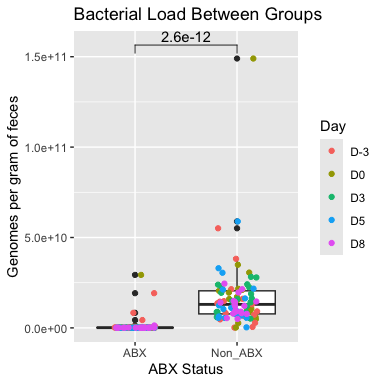 Bacterial Load Between Groups
2.6e-12
1.5e+11
1.0e+11
5.0e+10
0.0e+00
Genomes per gram of feces
ABX
Non_ABX
ABX Status
Day
D-3
D0
D3
D5
D8